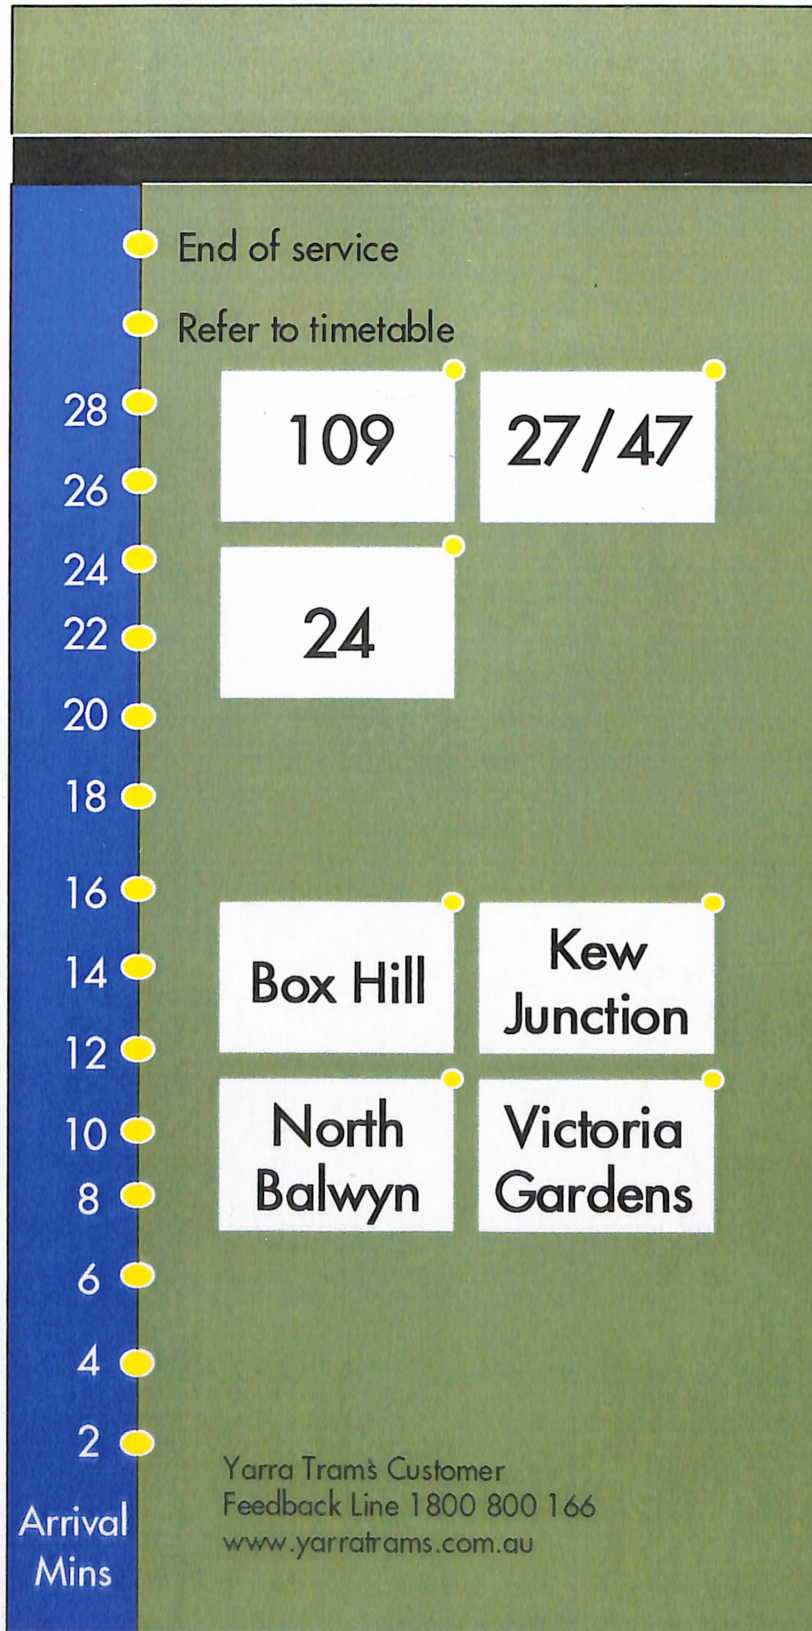 End of service
Refer to timetable
28
109
27/47
26
24
24
22
20
18
16
Box Hill
Kew
Junction
14
12
North
Balwyn
Victoria
Gardens
10
8
6
4
2
Yarra Tram's Customer
Feedback Line 1800 800 166
www.yarratrams.com.au
Arrival
Mins